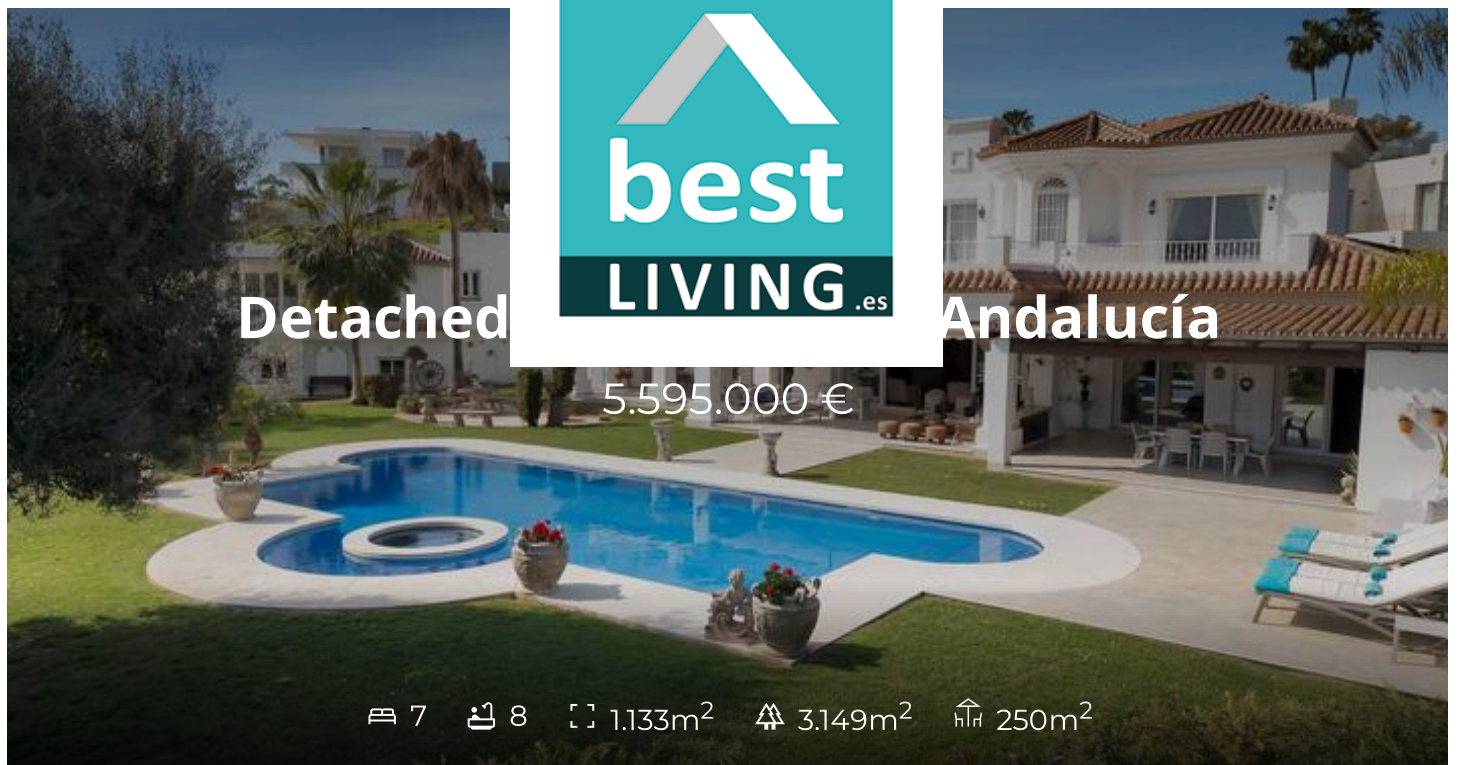 best
LIVING.es
Detached Andalucía
5.595.000 €
7 8 1.133m² 3.149m² 250m²